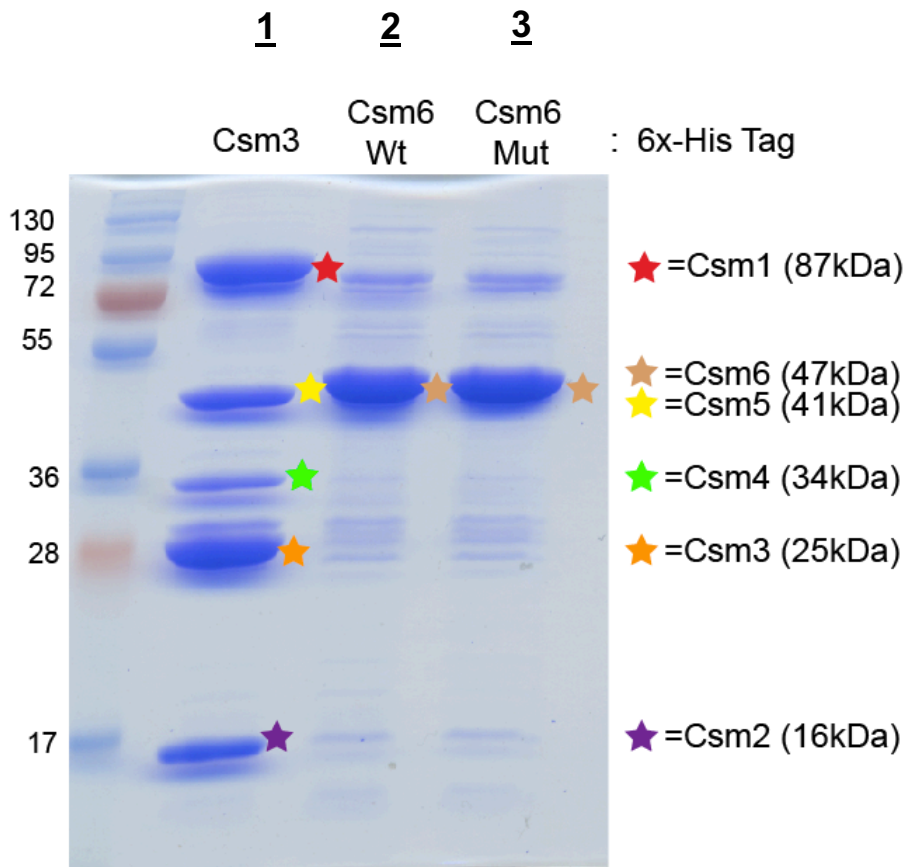 1 2 3
Csm3 Csm6 Wt Csm6 Mut : 6x-His Tag
130
95
72
55
36
28
17
=Csm1 (87kDa)
=Csm6 (47kDa)
=Csm5 (41kDa)
=Csm4 (34kDa)
=Csm3 (25kDa)
=Csm2 (16kDa)